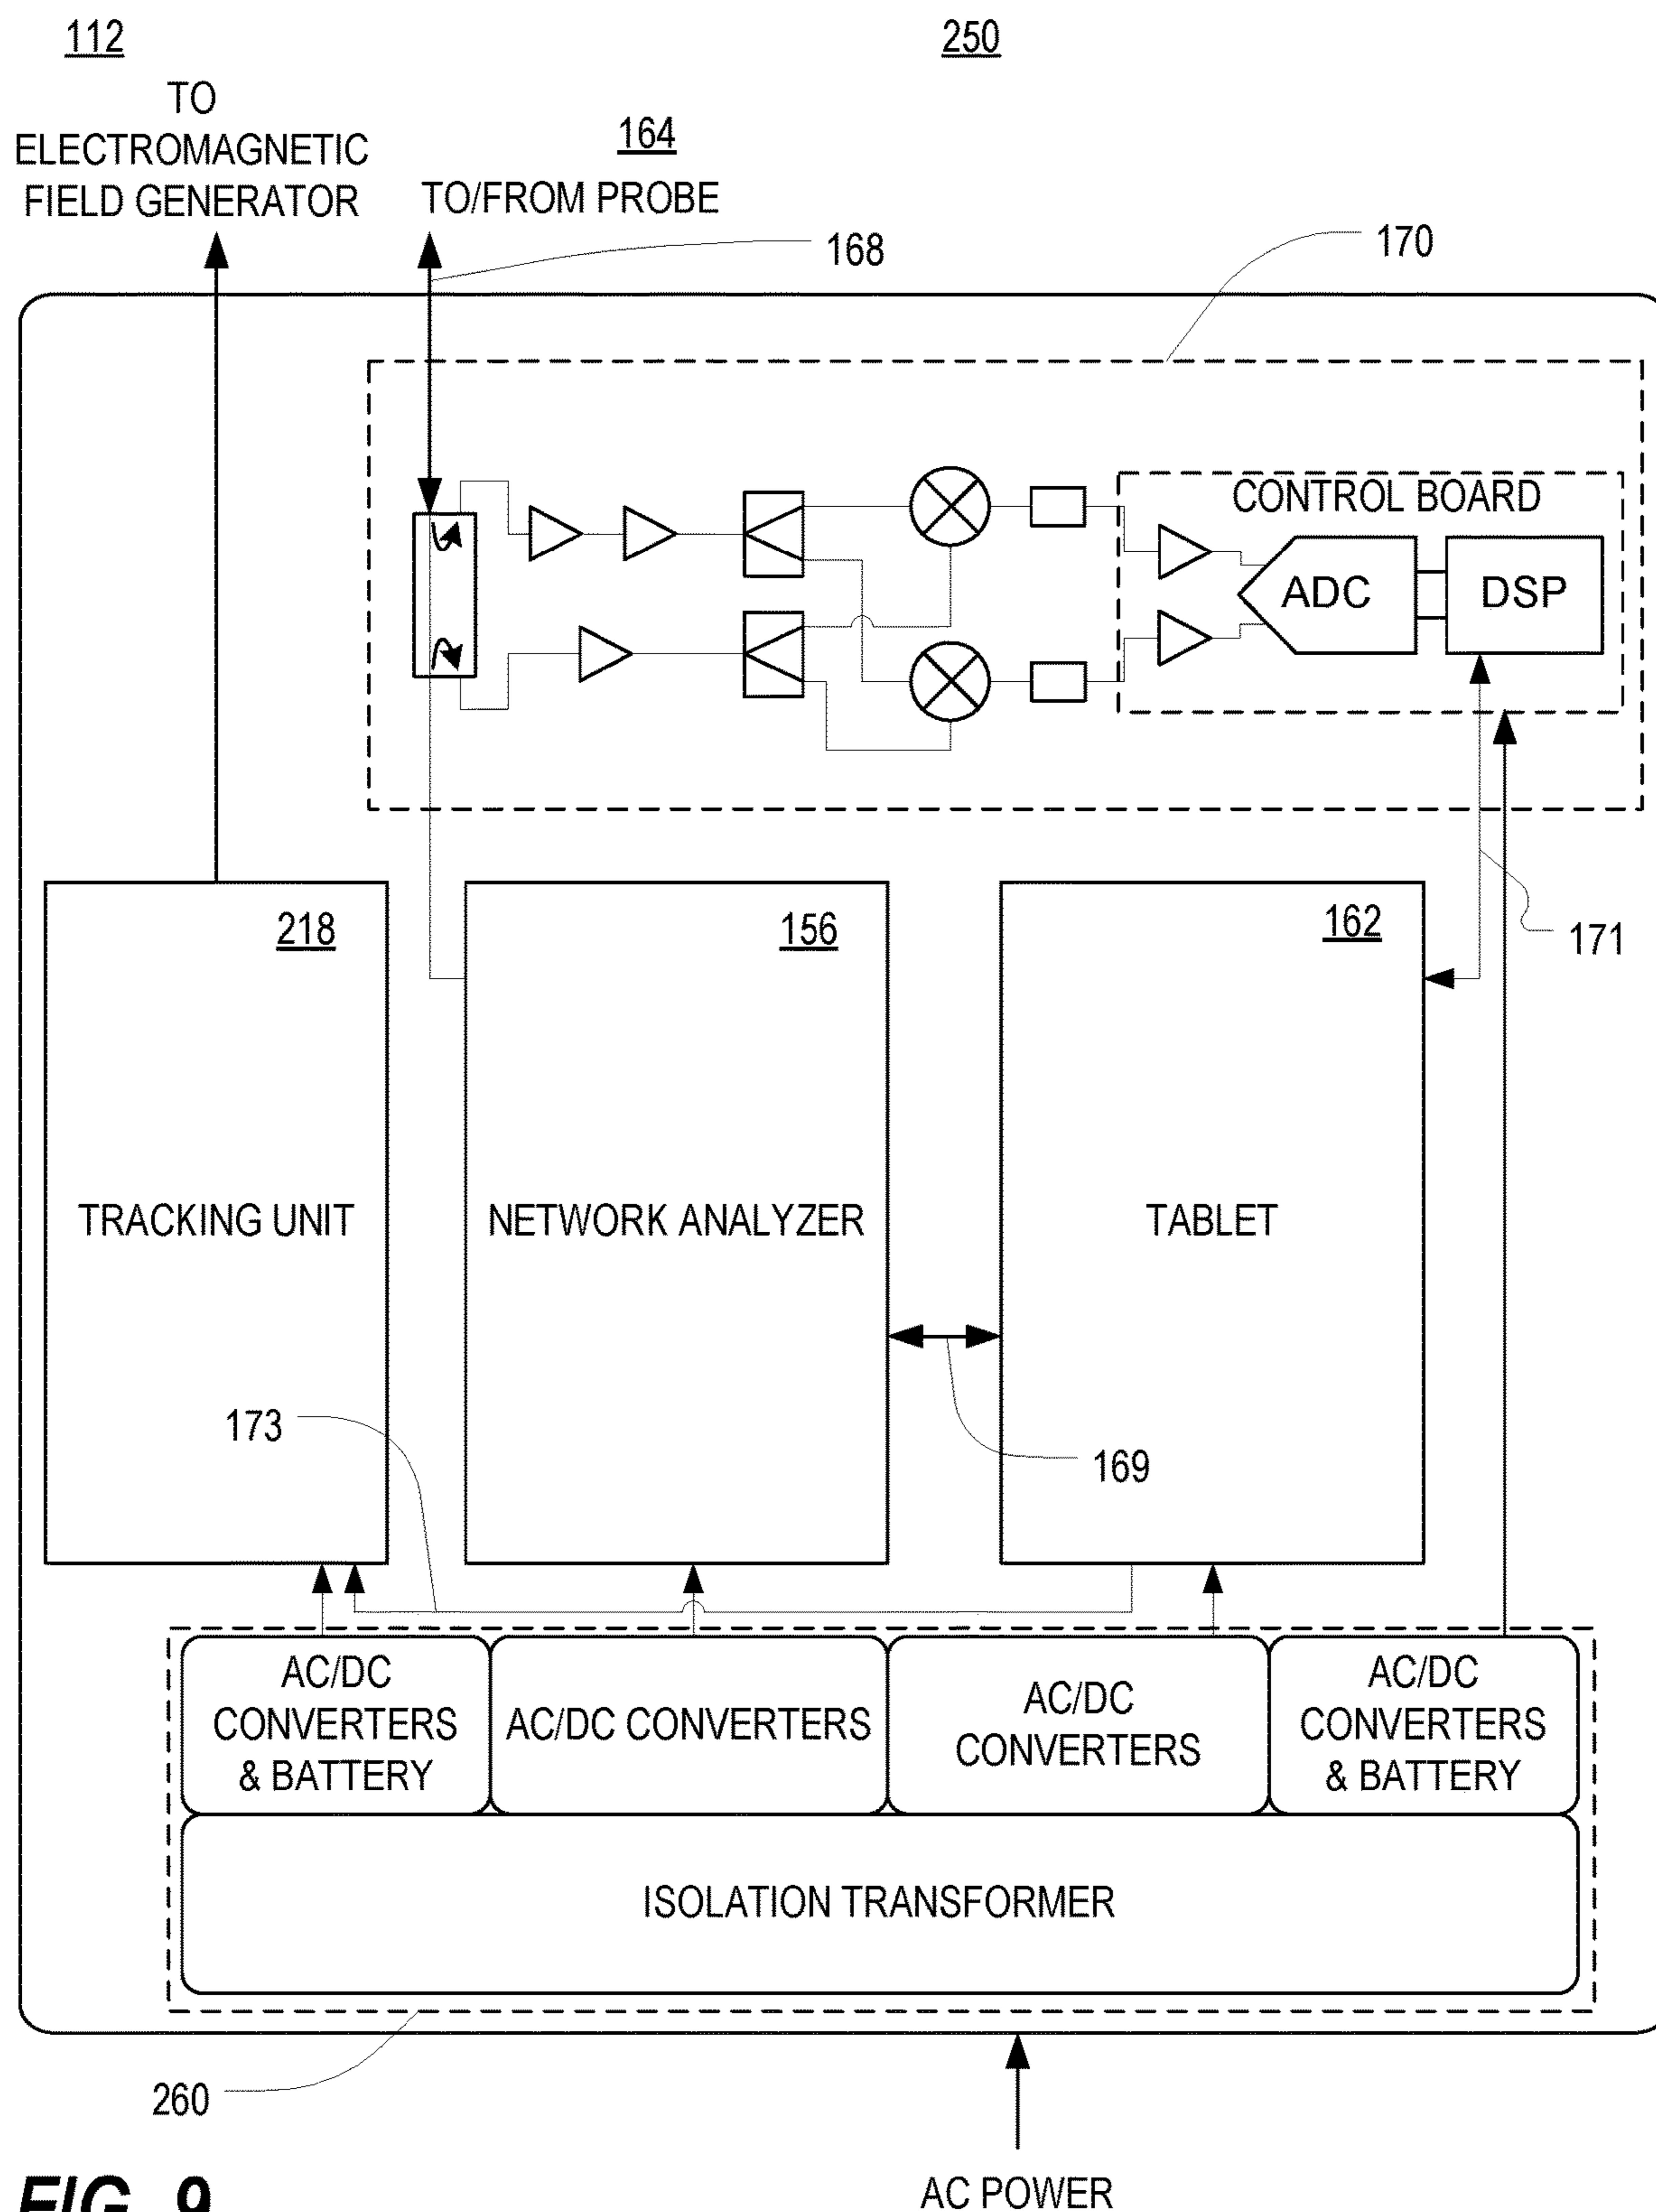 112
250
TO
ELECTROMAGNETIC
FIELD GENERATOR
164
TO/FROM PROBE
168
170
CONTROL BOARD
ADC
DSP
218
156
162
171
TRACKING UNIT
NETWORK ANALYZER
TABLET
173
169
AC/DC
CONVERTERS
& BATTERY
AC/DC CONVERTERS
AC/DC
CONVERTERS
AC/DC
CONVERTERS
& BATTERY
ISOLATION TRANSFORMER
260
AC POWER
FIG. 9